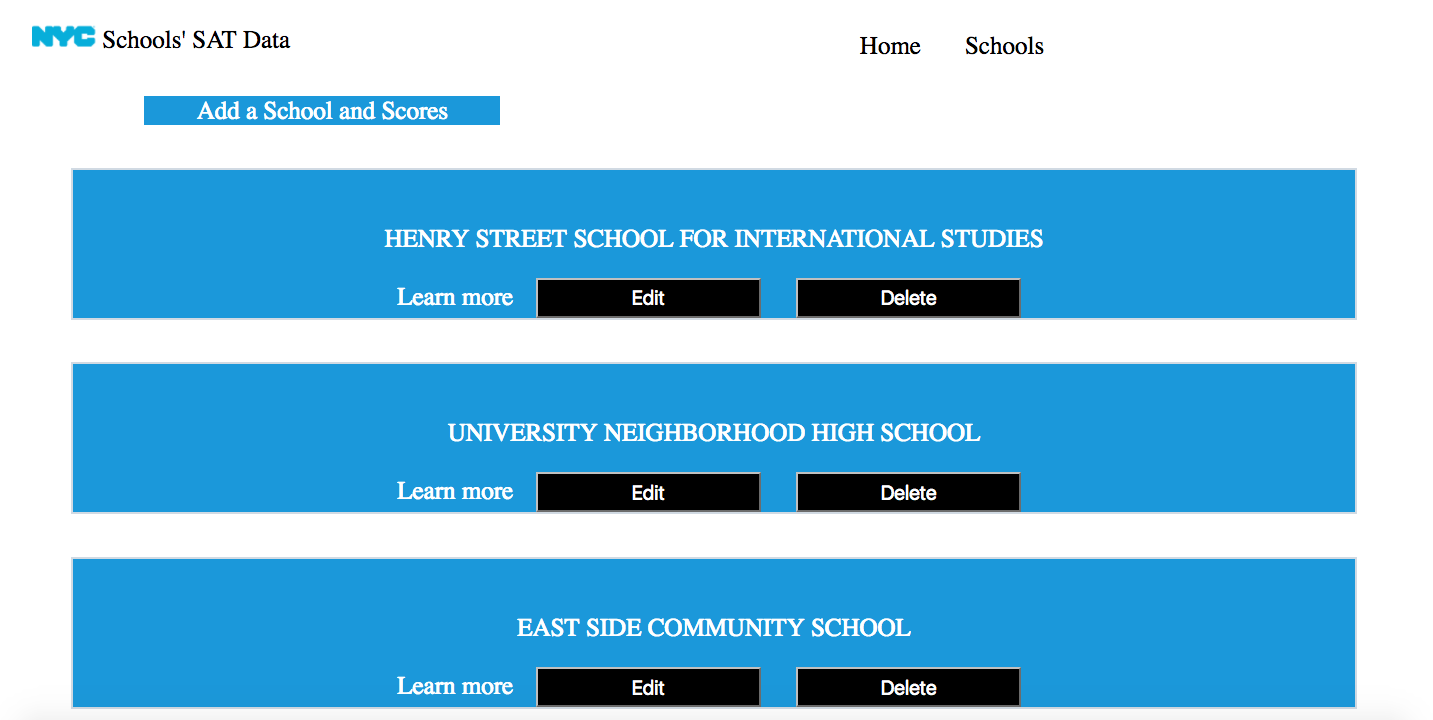 NYC Schools' SAT Data
Home Schools
Add a School and Scores
HENRY STREET SCHOOL FOR INTERNATIONAL STUDIES
Learn more Edit Delete
UNIVERSITY NEIGHBORHOOD HIGH SCHOOL
Learn more Edit Delete
EAST SIDE COMMUNITY SCHOOL
Learn more Edit Delete